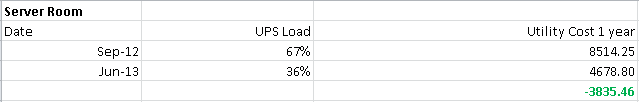 Server Room
Date UPS Load Utility Cost 1 year
Sep-12 67% 8514.25
Jun-13 36% 4678.80
-3835.46